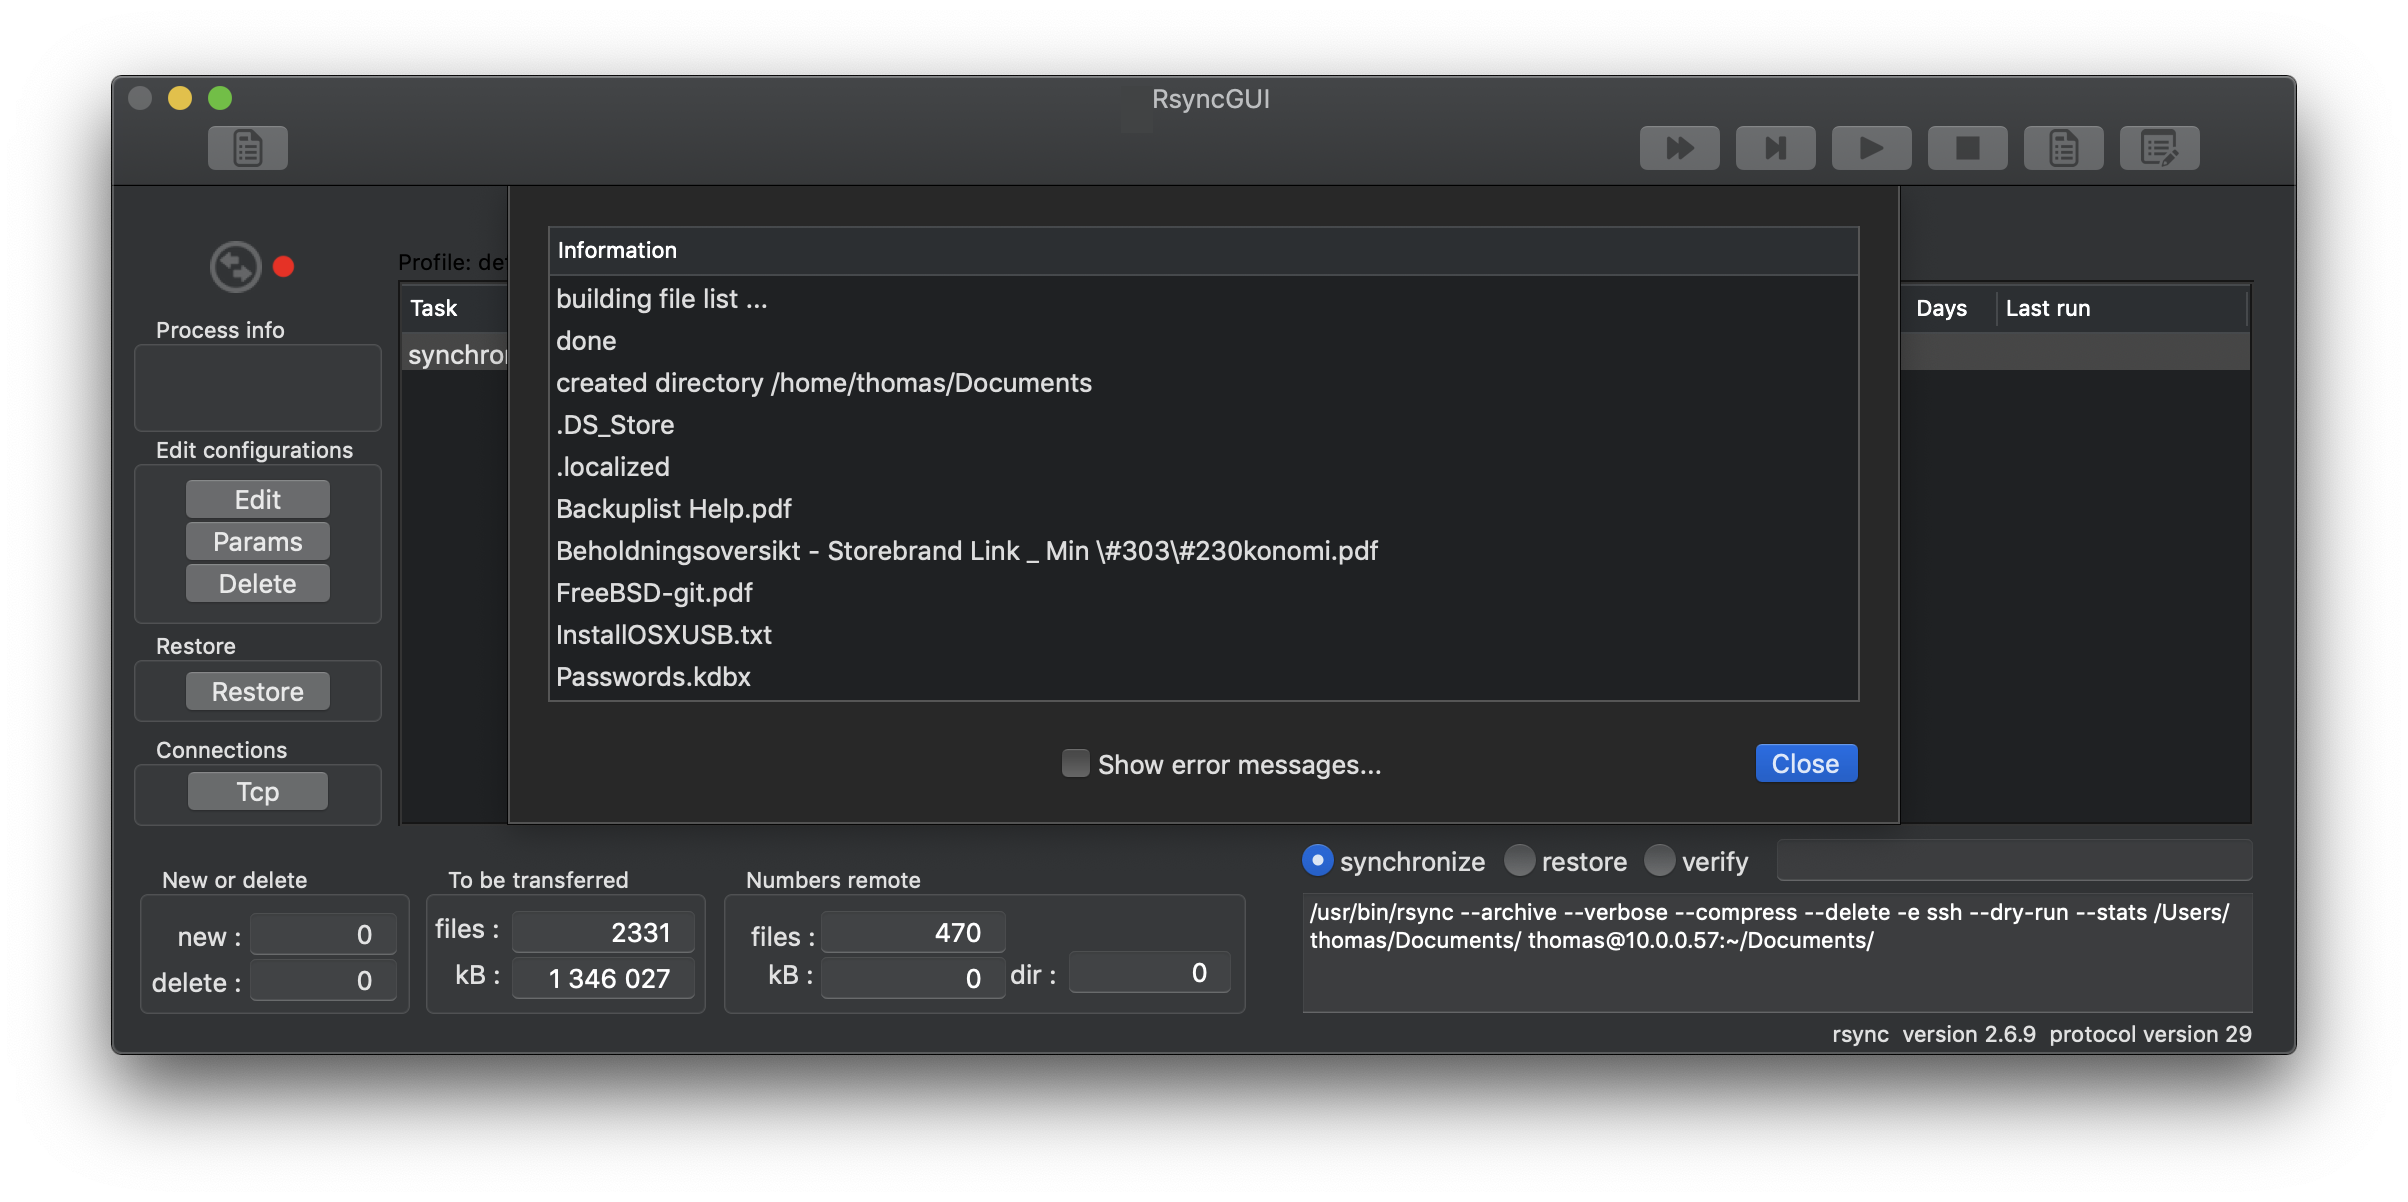 RsyncGUI
Profile: def
Process info
Edit configurations
Edit
Params
Delete
Restore
Restore
Connections
Tcp
Task
synchron
Information
building file list ...
done
created directory /home/thomas/Documents
.DS_Store
.localized
Backuplist Help.pdf
Beholdningsoversikt - Storebrand Link _ Min \#303\#230konomi.pdf
FreeBSD-git.pdf
InstallOSXUSB.txt
Passwords.kdbx
Show error messages...
Close
Days Last run
New or delete
new : 0
delete : 0
To be transferred
files : 2331
kB : 1 346 027
Numbers remote
files : 470
kB : 0 dir : 0
synchronize restore verify
/usr/bin/rsync --archive --verbose --compress --delete -e ssh --dry-run --stats /Users/
thomas/Documents/ thomas@10.0.0.57:~/Documents/
rsync version 2.6.9 protocol version 29